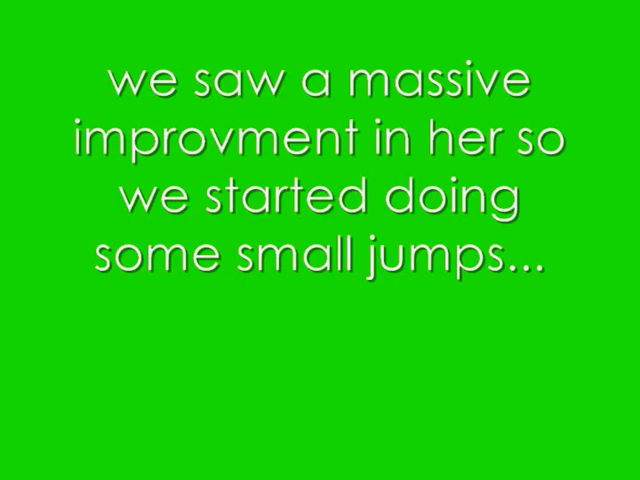 we saw a massive
improvment in her so
we started doing
some small jumps...